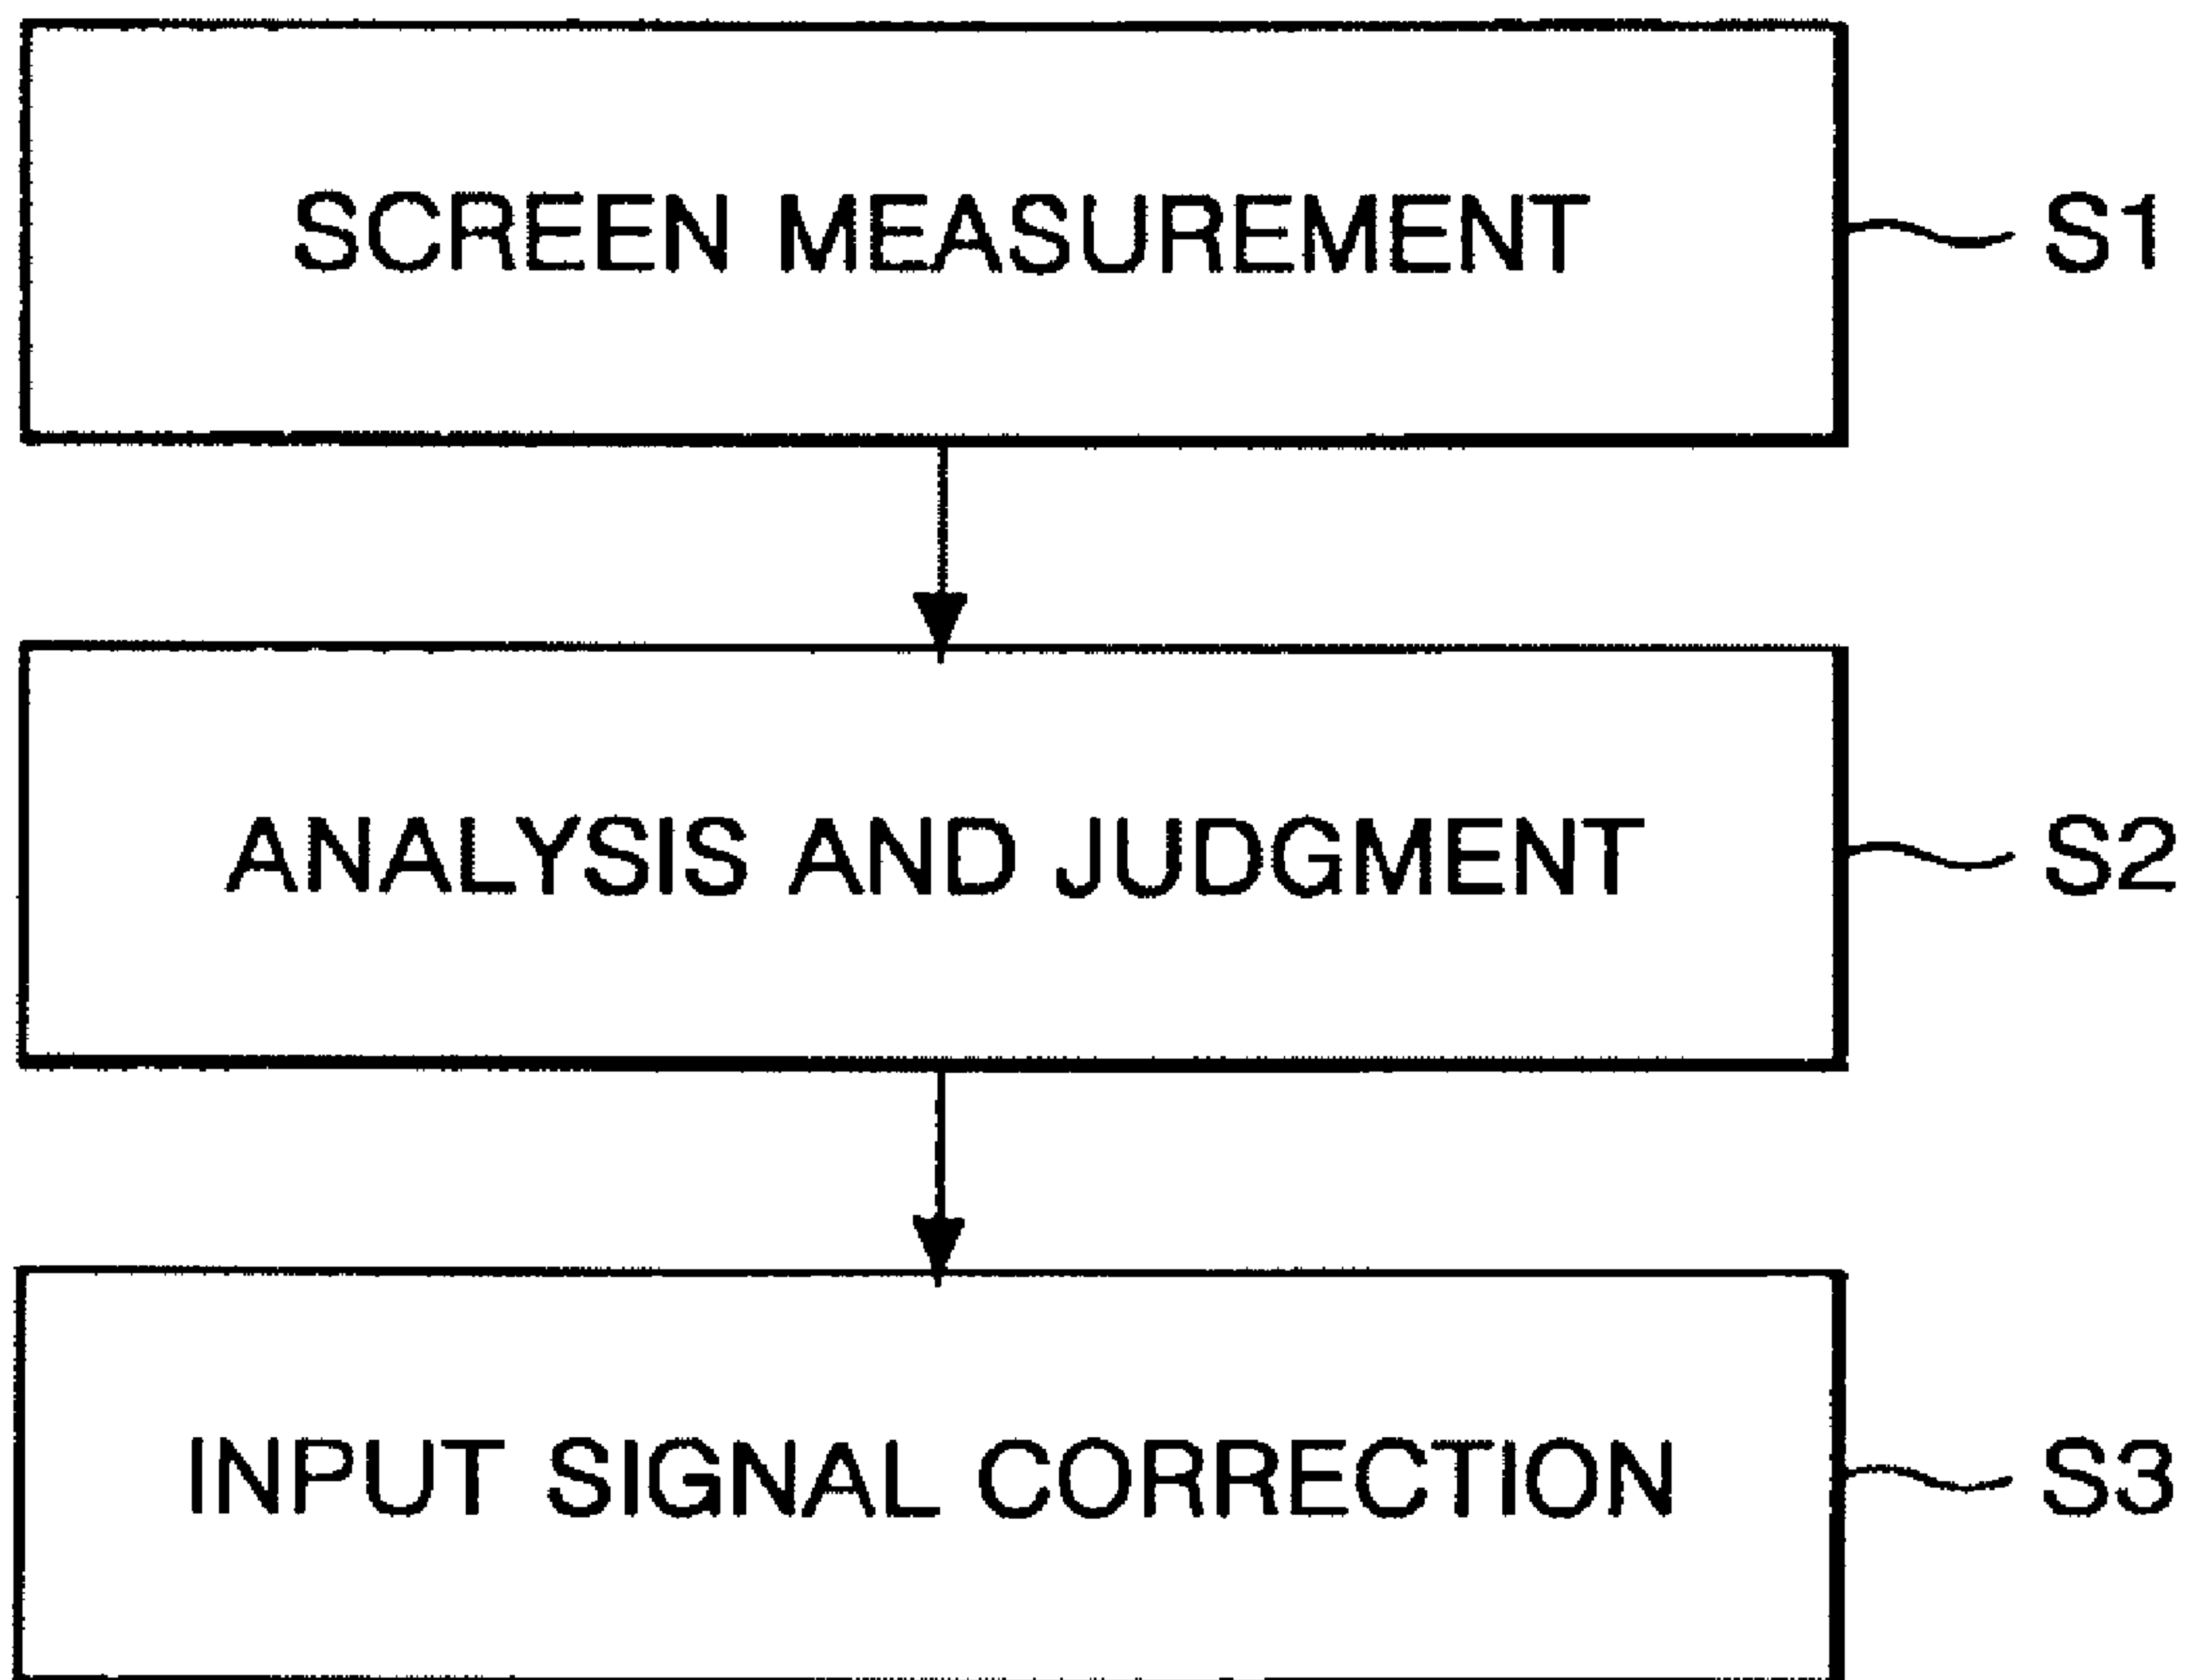 SCREEN MEASUREMENT S1
ANALYSIS AND JUDGMENT S2
INPUT SIGNAL CORRECTION S3